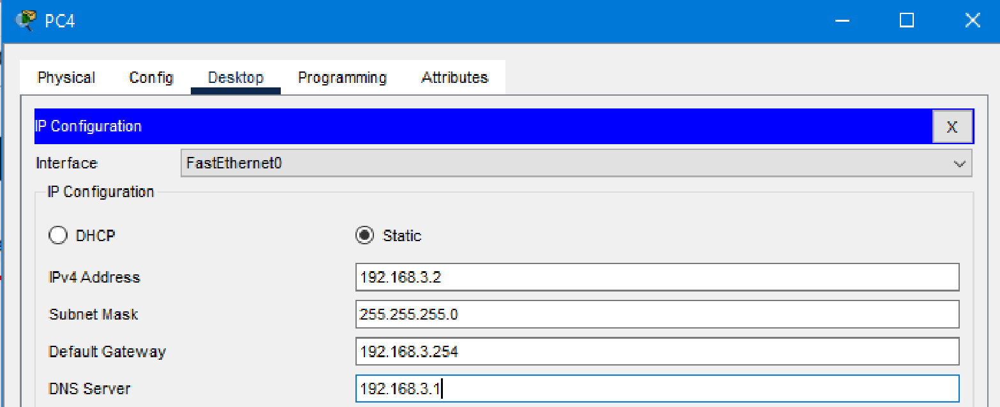 PC4
Physical Config Desktop Programming Attributes
IP Configuration X
Interface FastEthernet0
IP Configuration
DHCP Static
IPv4 Address 192.168.3.2
Subnet Mask 255.255.255.0
Default Gateway 192.168.3.254
DNS Server 192.168.3.1